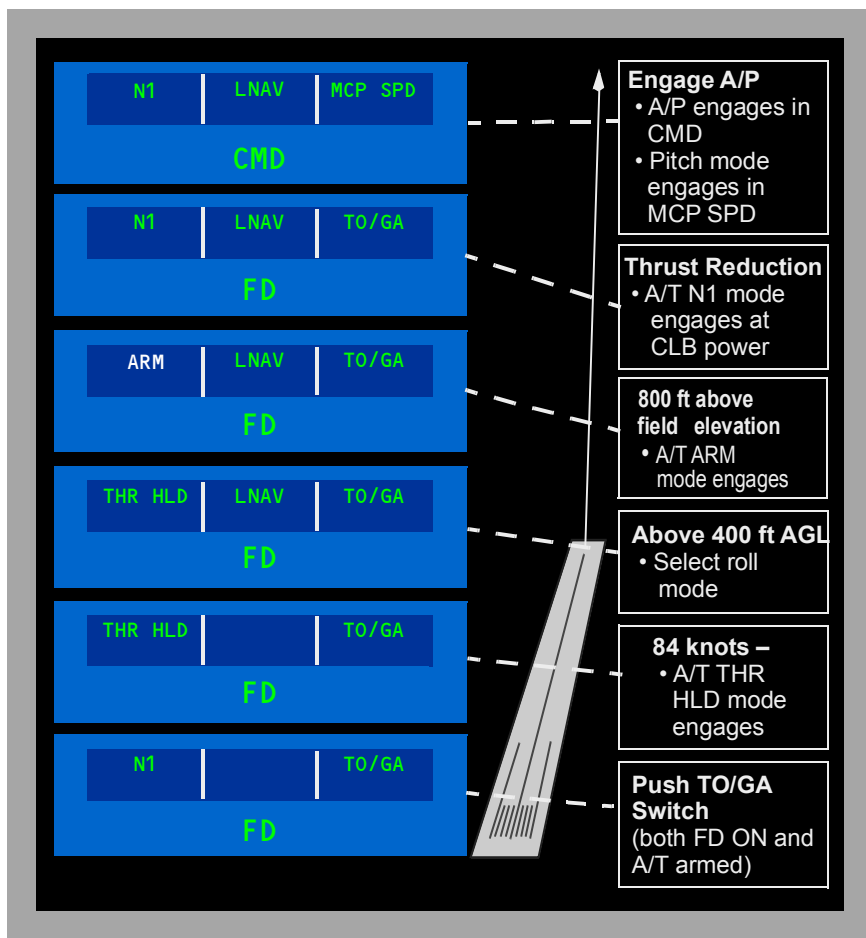 N1 LNAV MCP SPD
CMD
Engage A/P
• A/P engages in
CMD
• Pitch mode
engages in
MCP SPD
N1 LNAV TO/GA
FD
Thrust Reduction
• A/T N1 mode
engages at
CLB power
ARM LNAV TO/GA
FD
800 ft above
field elevation
• A/T ARM
mode engages
THR HLD LNAV TO/GA
FD
Above 400 ft AGL
• Select roll
mode
THR HLD TO/GA
FD
84 knots –
• A/T THR
HLD mode
engages
N1 TO/GA
FD
Push TO/GA
Switch
(both FD ON and
A/T armed)